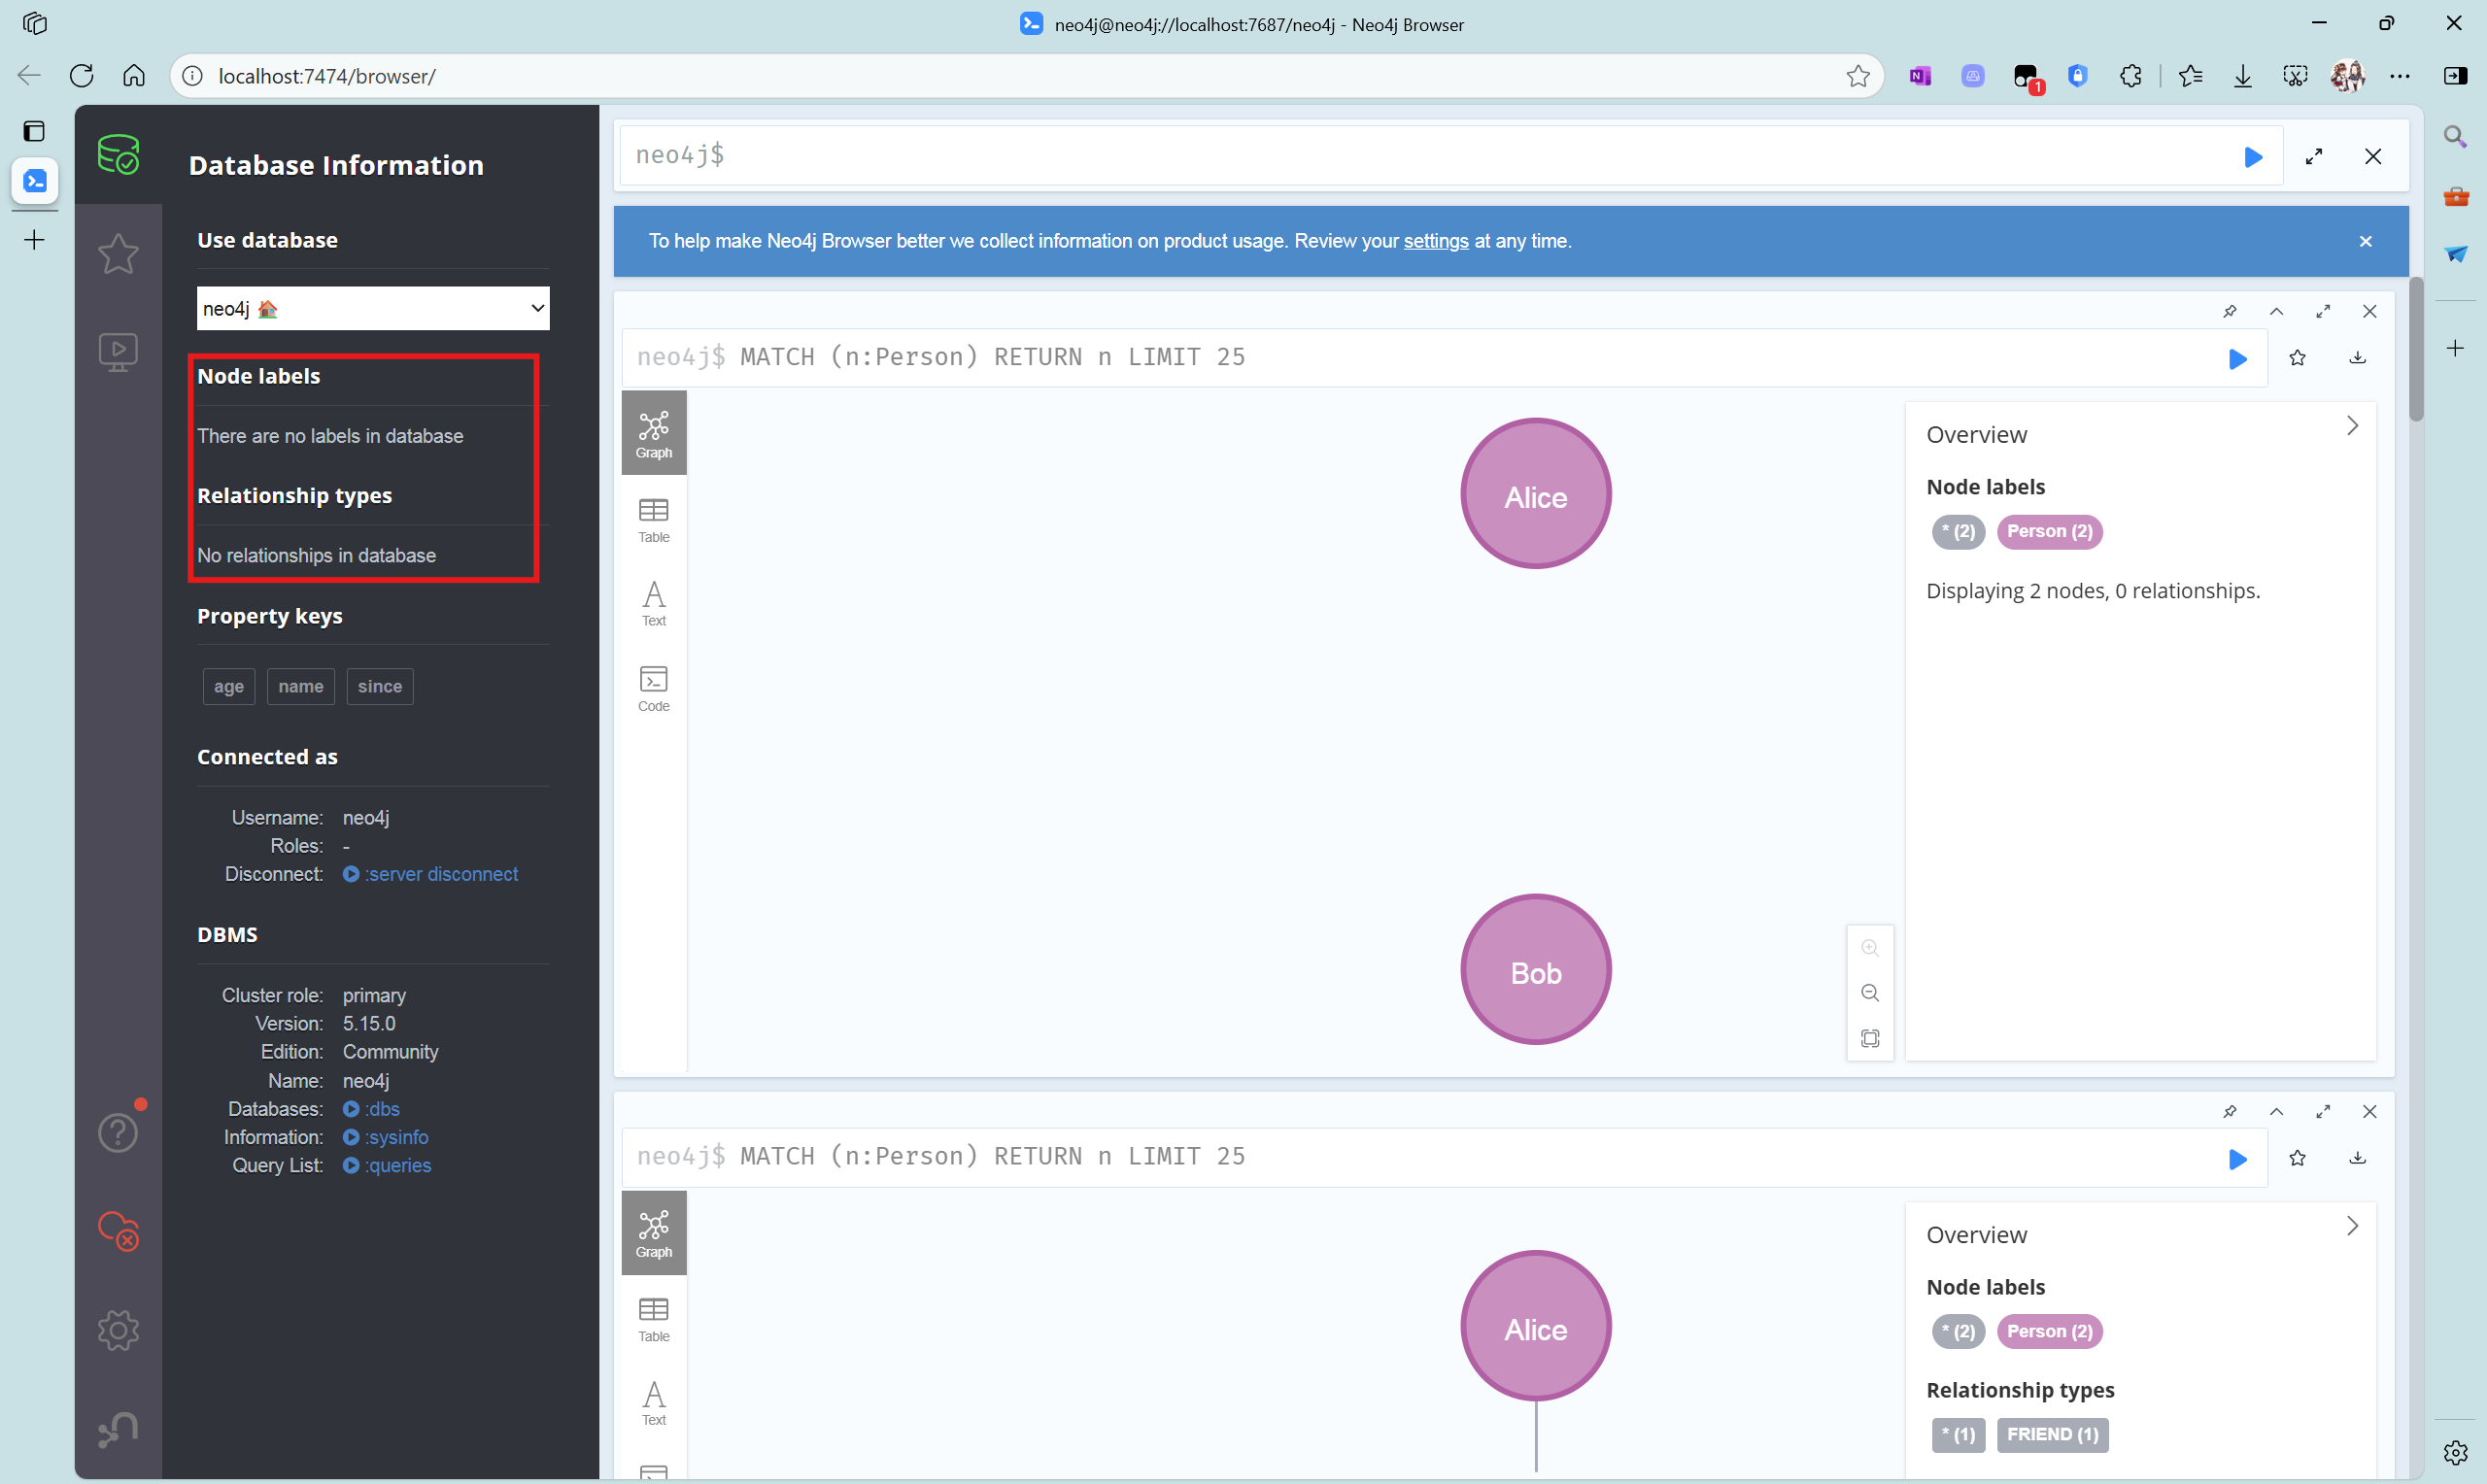 neo4j@neo4j://localhost:7687/neo4j - Neo4j Browser
localhost:7474/browser/
1
Database Information
Use database
neo4j
Node labels
There are no labels in database
Relationship types
No relationships in database
Property keys
age name since
Connected as
Username: neo4j
Roles: -
Disconnect: :server disconnect
DBMS
Cluster role: primary
Version: 5.15.0
Edition: Community
Name: neo4j
Databases: :dbs
Information: :sysinfo
Query List: :queries
neo4j$
To help make Neo4j Browser better we collect information on product usage. Review your settings at any time.
neo4j$ MATCH (n:Person) RETURN n LIMIT 25
Graph
Table
Text
Code
Alice
Bob
Overview
Node labels
* (2) Person (2)
Displaying 2 nodes, 0 relationships.
neo4j$ MATCH (n:Person) RETURN n LIMIT 25
Graph
Table
Text
Alice
Overview
Node labels
* (2) Person (2)
Relationship types
* (1) FRIEND (1)